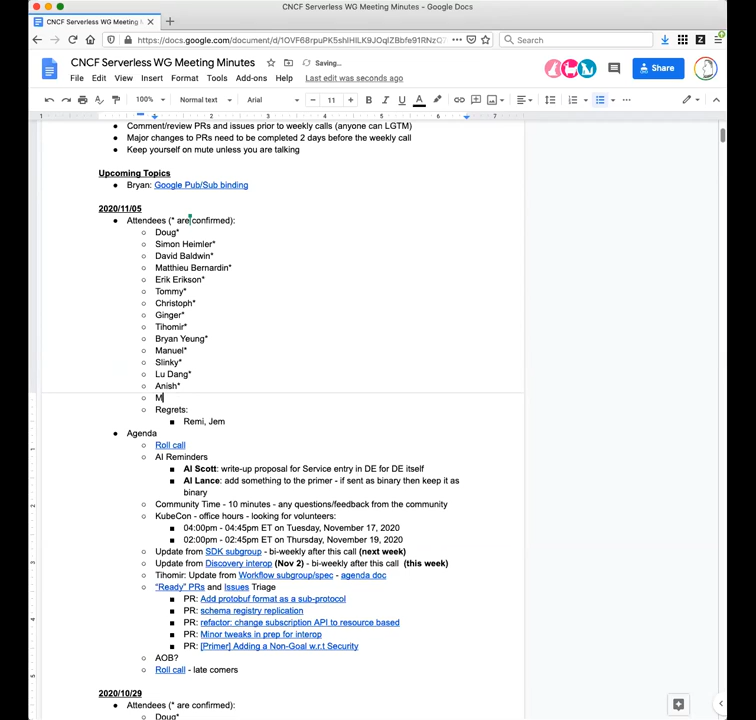 CNCF Serverless WG Meeting Minutes - Google Docs
CNCF Serverless WG Meeting M
https://docs.google.com/document/d/1OVF68rpuPK5shIHILK9JOqlZBbfe91RNzQ7
Search
CNCF Serverless WG Meeting Minutes
Saving...
File Edit View Insert Format Tools Add-ons Help Last edit was seconds ago
Share
100% Normal text Arial 11 B I U A
1 1 2 3 4 5 6 7
Comment/review PRs and issues prior to weekly calls (anyone can LGTM)
Major changes to PRs need to be completed 2 days before the weekly call
Keep yourself on mute unless you are talking
Upcoming Topics
Bryan: Google Pub/Sub binding
2020/11/05
Attendees (* are confirmed):
Doug*
Simon Heimler*
David Baldwin*
Matthieu Bernardin*
Erik Erikson*
Tommy*
Christoph*
Ginger*
Tihomir*
Bryan Yeung*
Manuel*
Slinky*
Lu Dang*
Anish*
M
Regrets:
Remi, Jem
Agenda
Roll call
AI Reminders
AI Scott: write-up proposal for Service entry in DE for DE itself
AI Lance: add something to the primer - if sent as binary then keep it as
binary
Community Time - 10 minutes - any questions/feedback from the community
KubeCon - office hours - looking for volunteers:
04:00pm - 04:45pm ET on Tuesday, November 17, 2020
02:00pm - 02:45pm ET on Thursday, November 19, 2020
Update from SDK subgroup - bi-weekly after this call (next week)
Update from Discovery interop (Nov 2) - bi-weekly after this call (this week)
Tihomir: Update from Workflow subgroup/spec - agenda doc
"Ready" PRs and Issues Triage
PR: Add protobuf format as a sub-protocol
PR: schema registry replication
PR: refactor: change subscription API to resource based
PR: Minor tweaks in prep for interop
PR: [Primer] Adding a Non-Goal w.r.t Security
AOB?
Roll call - late comers
2020/10/29
Attendees (* are confirmed):
Doug*